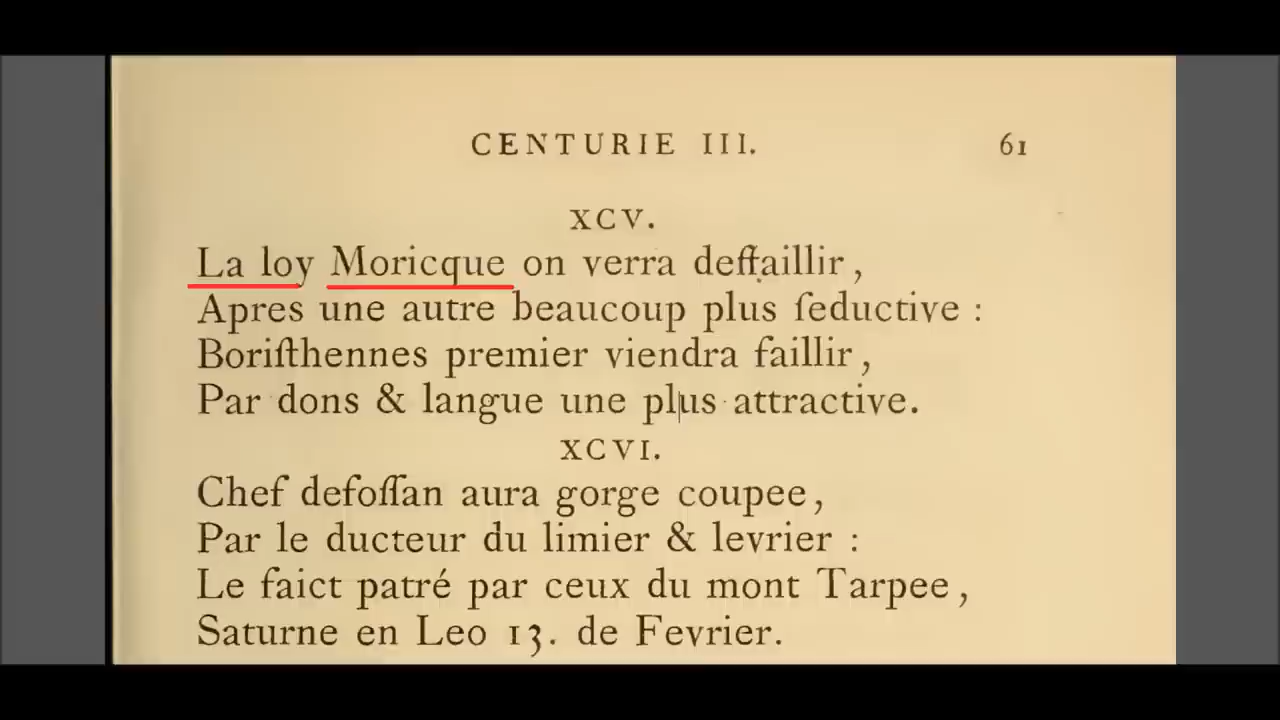 CENTURIE III. 61
XCV.
La loy Moricque on verra deffaillir,
Apres une autre beaucoup plus ſeductive :
Boriſthennes premier viendra faillir,
Par dons & langue une plus attractive.
XCVI.
Chef defoſſan aura gorge coupee,
Par le ducteur du limier & levrier :
Le faict patré par ceux du mont Tarpee,
Saturne en Leo 13. de Fevrier.